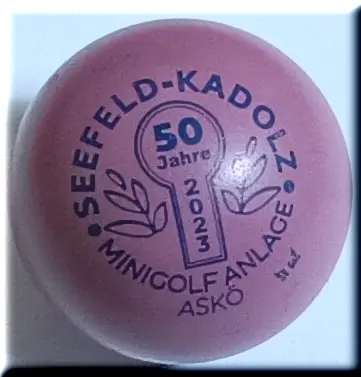 SEEFELD-KADOLZ
50
Jahre
2023
MINIGOLF ANLAGE
ASKÖ